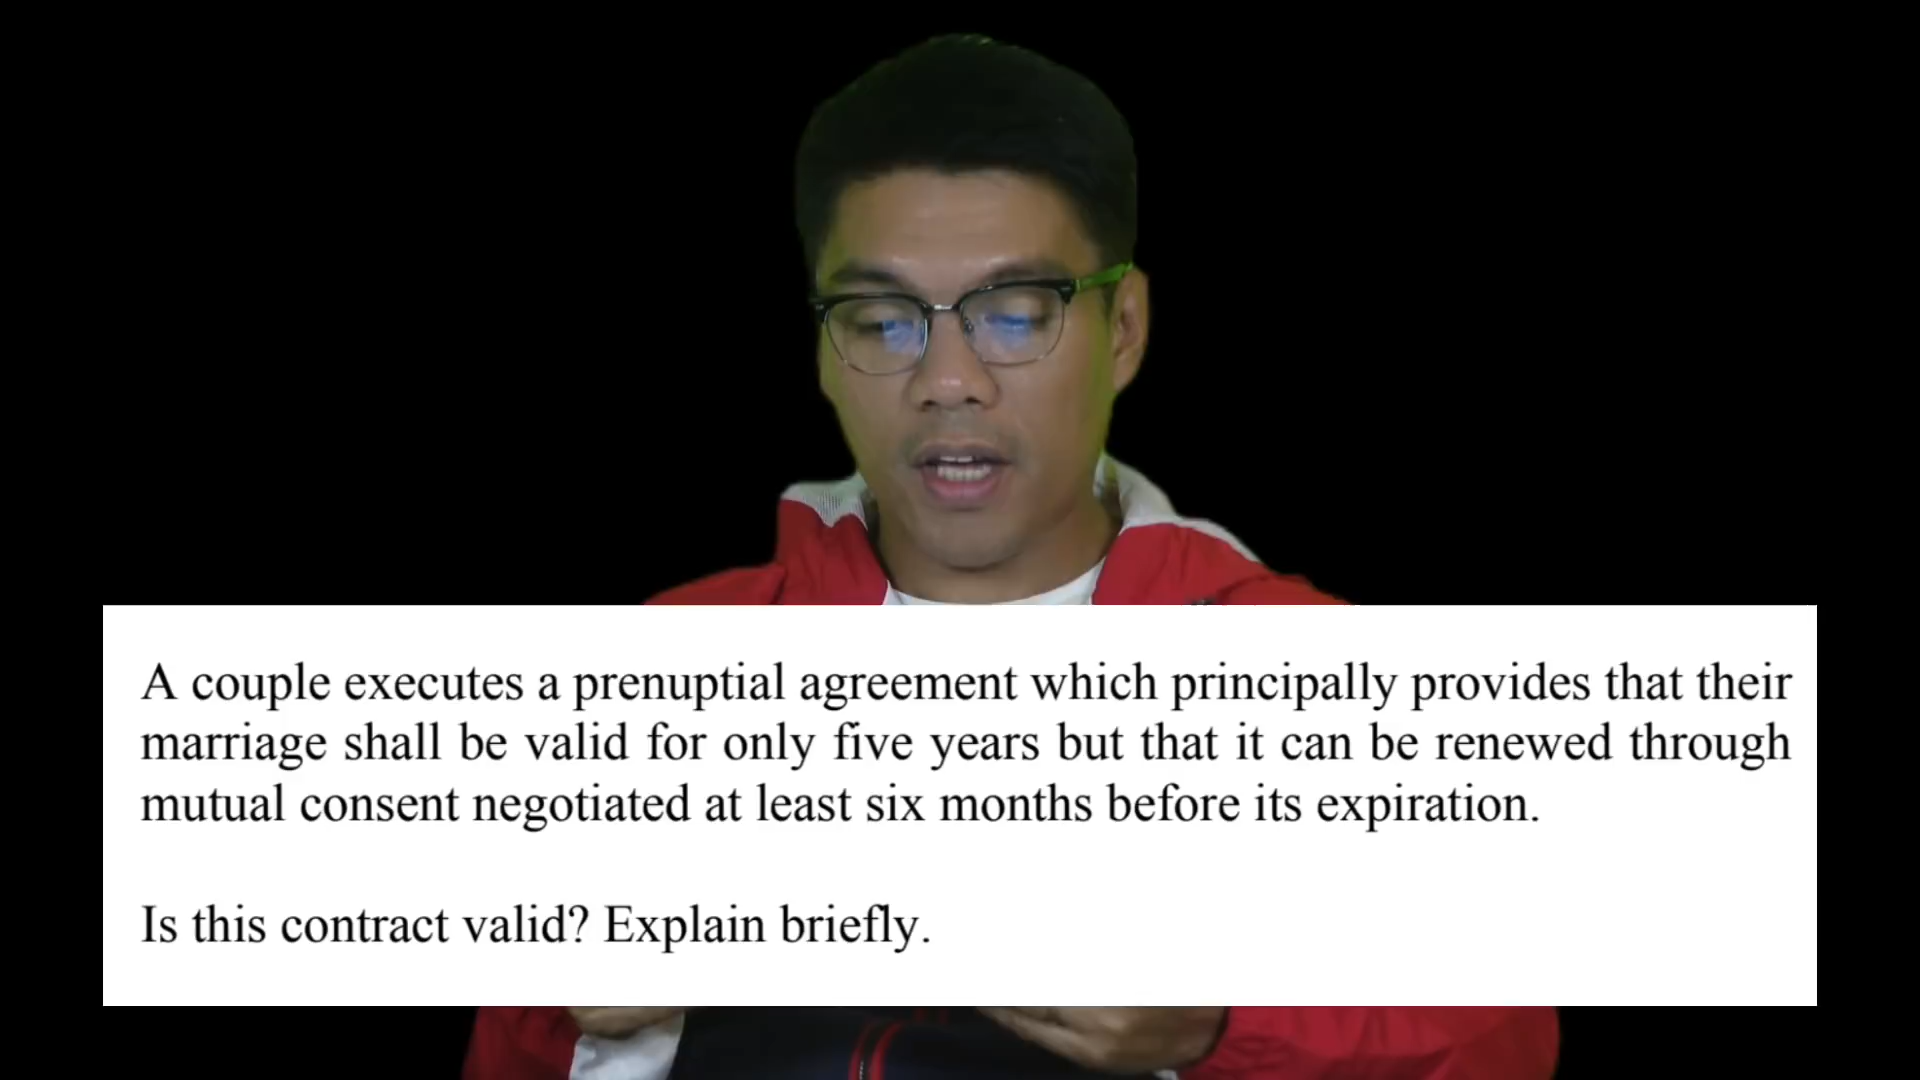 A couple executes a prenuptial agreement which principally provides that their
marriage shall be valid for only five years but that it can be renewed through
mutual consent negotiated at least six months before its expiration.
Is this contract valid? Explain briefly.